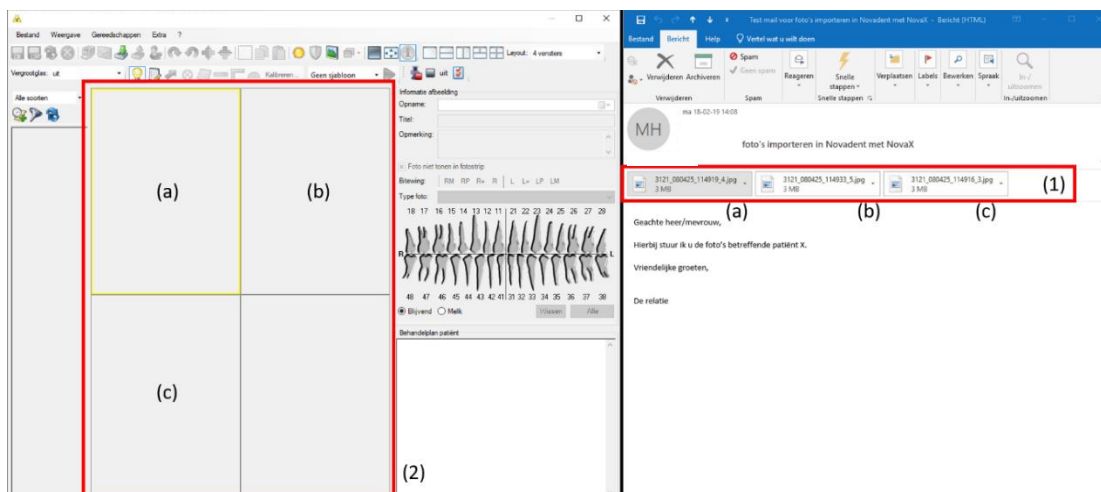 Bestand Weergave Gereedschappen Extra ?
Layout: 4 vensters
Vergrootglas: uit
Kalibreren... Geen sjabloon
uit
Alle soorten
Informatie afbeelding
Opname:
Titel:
Opmerking:
Foto niet tonen in fotostrip
Bitewing: RM RP R+ R L L+ LP LM
Type foto:
18 17 16 15 14 13 12 11 21 22 23 24 25 26 27 28
R L
48 47 46 45 44 43 42 41 31 32 33 34 35 36 37 38
Blijvend Melk Wissen Alle
Behandelplan patiënt
(a)
(b)
(c)
(2)
Test mail voor foto's importeren in Novadent met NovaX - Bericht (HTML)
Bestand Bericht Help Vertel wat u wilt doen
Verwijderen Archiveren
Spam
Geen spam
Reageren
Snelle stappen
Verplaatsen Labels Bewerken Spraak
In-/uitzoomen
Verwijderen Spam Snelle stappen In-/uitzoomen
MH
ma 18-02-19 14:08
foto's importeren in Novadent met NovaX
3121_080425_114919_4.jpg 3121_080425_114933_5.jpg 3121_080425_114916_3.jpg (1)
3 MB 3 MB 3 MB
(a) (b) (c)
Geachte heer/mevrouw,
Hierbij stuur ik u de foto's betreffende patiënt X.
Vriendelijke groeten,
De relatie